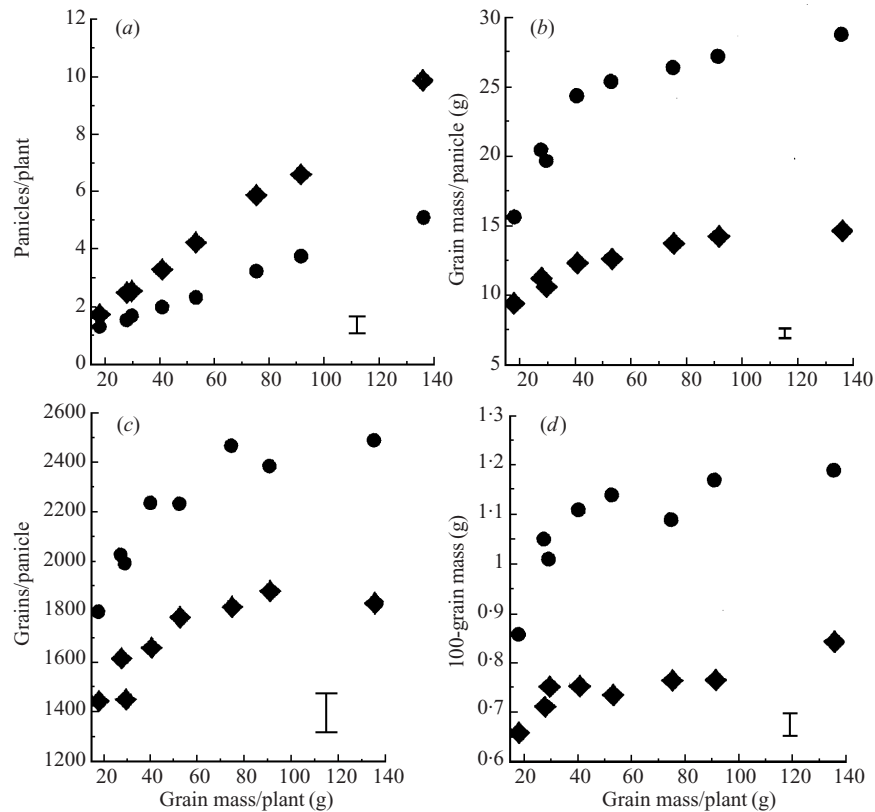 (a)
Panicles/plant
12
10
8
6
4
2
0
20 40 60 80 100 120 140
(b)
Grain mass/panicle (g)
30
25
20
15
10
5
20 40 60 80 100 120 140
(c)
Grains/panicle
2600
2400
2200
2000
1800
1600
1400
1200
20 40 60 80 100 120 140
Grain mass/plant (g)
(d)
100-grain mass (g)
1·3
1·2
1·1
1
0·9
0·8
0·7
0·6
20 40 60 80 100 120 140
Grain mass/plant (g)